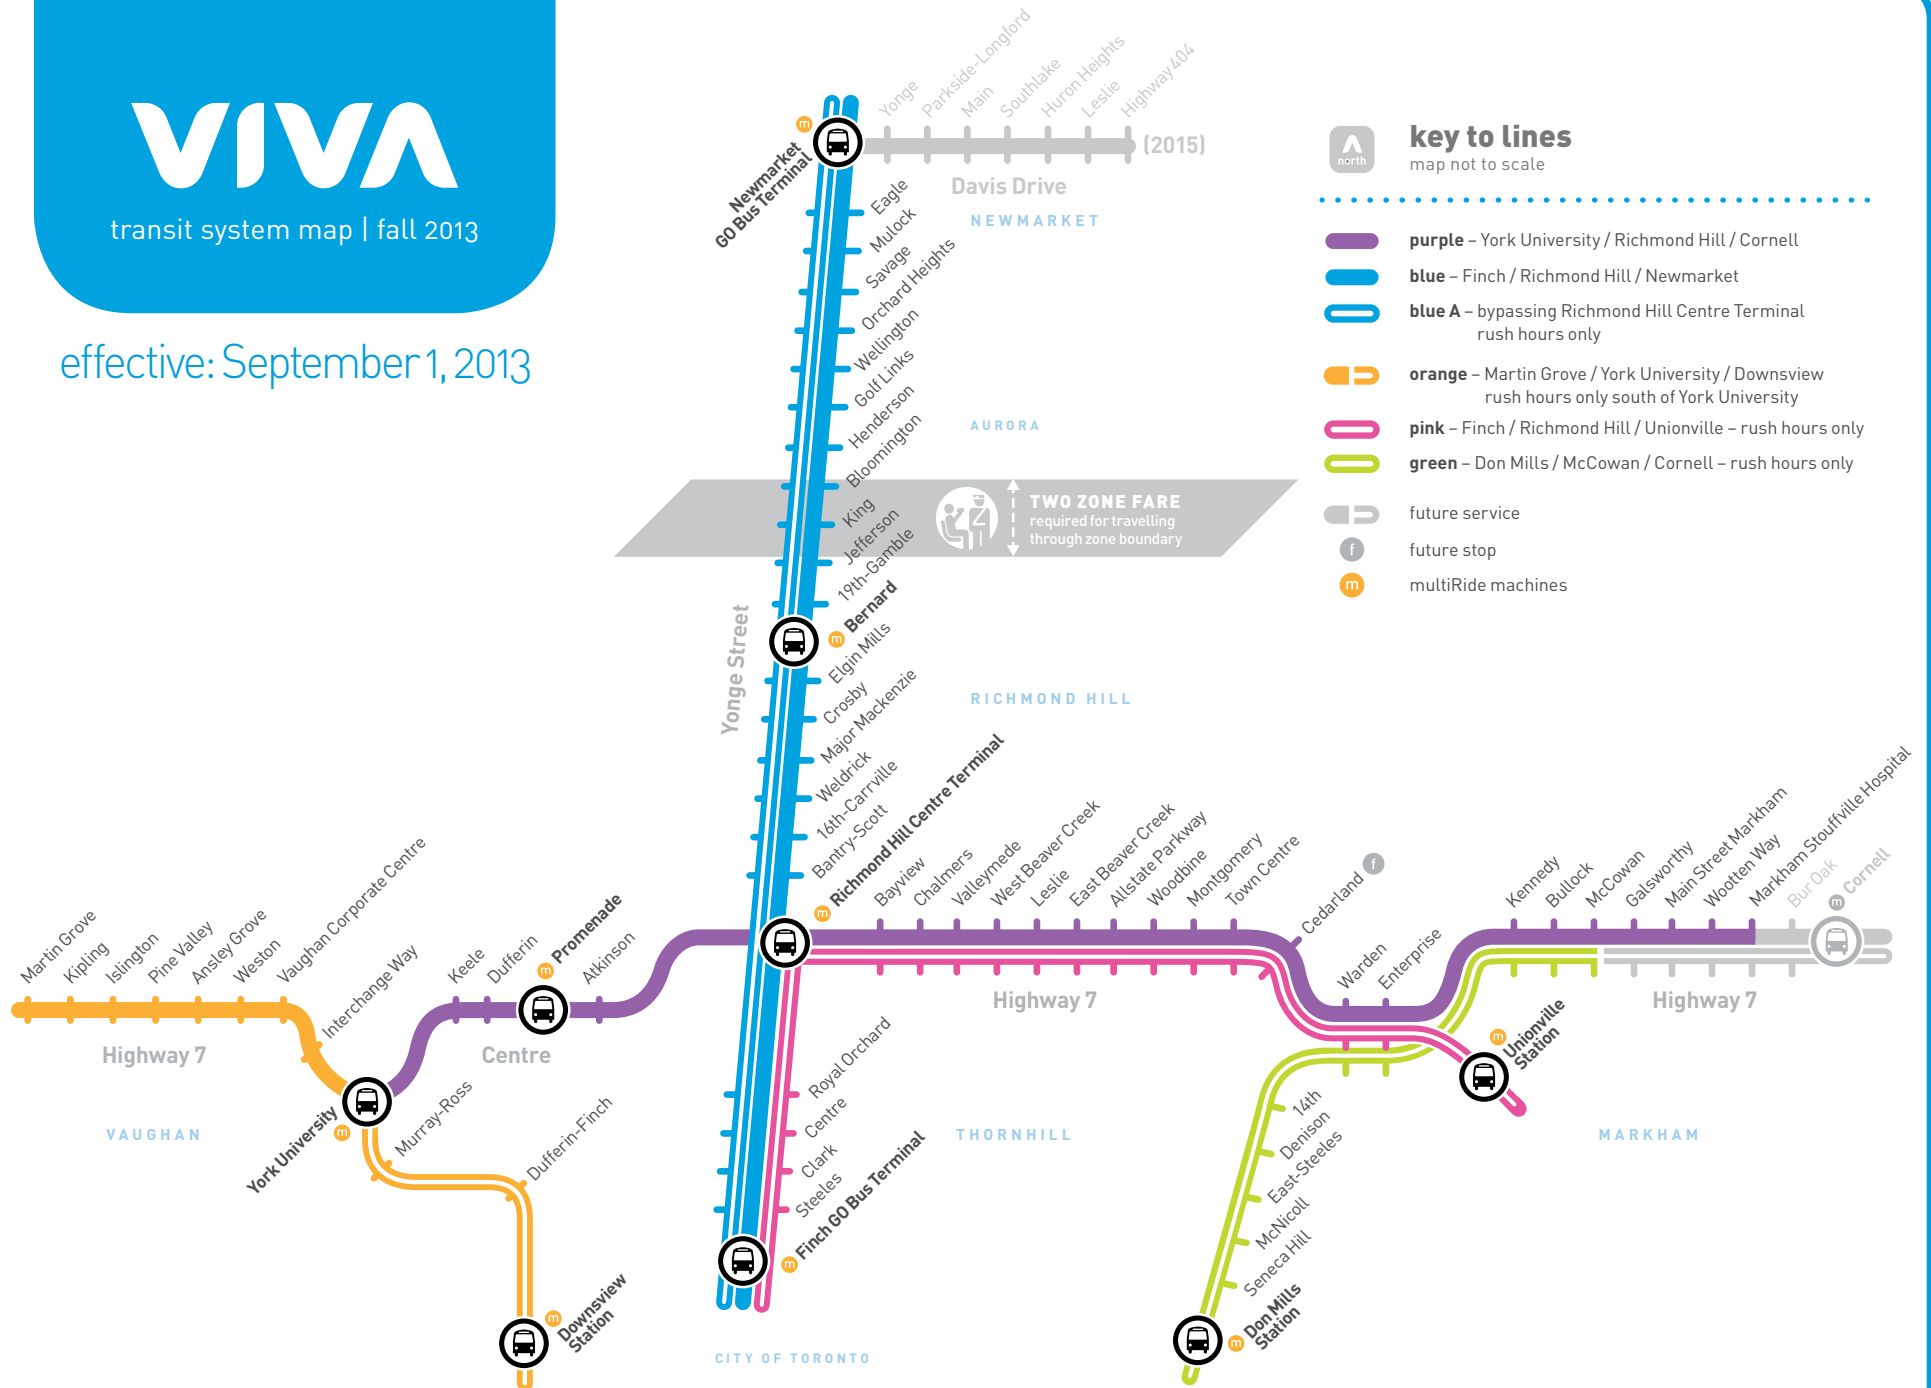 VIVA
transit system map | fall 2013
effective: September 1, 2013
Yonge
Parkside-Longford
Main
Southlake
Huron Heights
Leslie
Highway 404
(2015)
Davis Drive
m
Newmarket
GO Bus Terminal
NEWMARKET
Eagle
Mulock
Savage
Orchard Heights
Wellington
Golf Links
Henderson
Bloomington
AURORA
TWO ZONE FARE
required for travelling
through zone boundary
King
Jefferson
19th-Gamble
m
Bernard
Elgin Mills
Crosby
Major Mackenzie
Weldrick
16th-Carrville
Bantry-Scott
Yonge Street
RICHMOND HILL
m
Richmond Hill Centre Terminal
north
key to lines
map not to scale
purple – York University / Richmond Hill / Cornell
blue – Finch / Richmond Hill / Newmarket
blue A – bypassing Richmond Hill Centre Terminal
rush hours only
orange – Martin Grove / York University / Downsview
rush hours only south of York University
pink – Finch / Richmond Hill / Unionville – rush hours only
green – Don Mills / McCowan / Cornell – rush hours only
future service
f
future stop
m
multiRide machines
Martin Grove
Kipling
Islington
Pine Valley
Ansley Grove
Weston
Vaughan Corporate Centre
Interchange Way
Highway 7
Keele
Dufferin
m
Promenade
Atkinson
Centre
VAUGHAN
York University
m
Murray-Ross
Dufferin-Finch
m
Downsview
Station
Bayview
Chalmers
Valleymede
West Beaver Creek
Leslie
East Beaver Creek
Allstate Parkway
Woodbine
Montgomery
Town Centre
Cedarland
f
Warden
Enterprise
Highway 7
Kennedy
Bullock
McCowan
Galsworthy
Main Street Markham
Wootten Way
Markham Stouffville Hospital
Bur Oak
m
Cornell
Highway 7
m
Unionville
Station
MARKHAM
Royal Orchard
Centre
Clark
Steeles
m
Finch GO Bus Terminal
THORNHILL
CITY OF TORONTO
14th
Denison
East-Steeles
McNicoll
Seneca Hill
m
Don Mills
Station